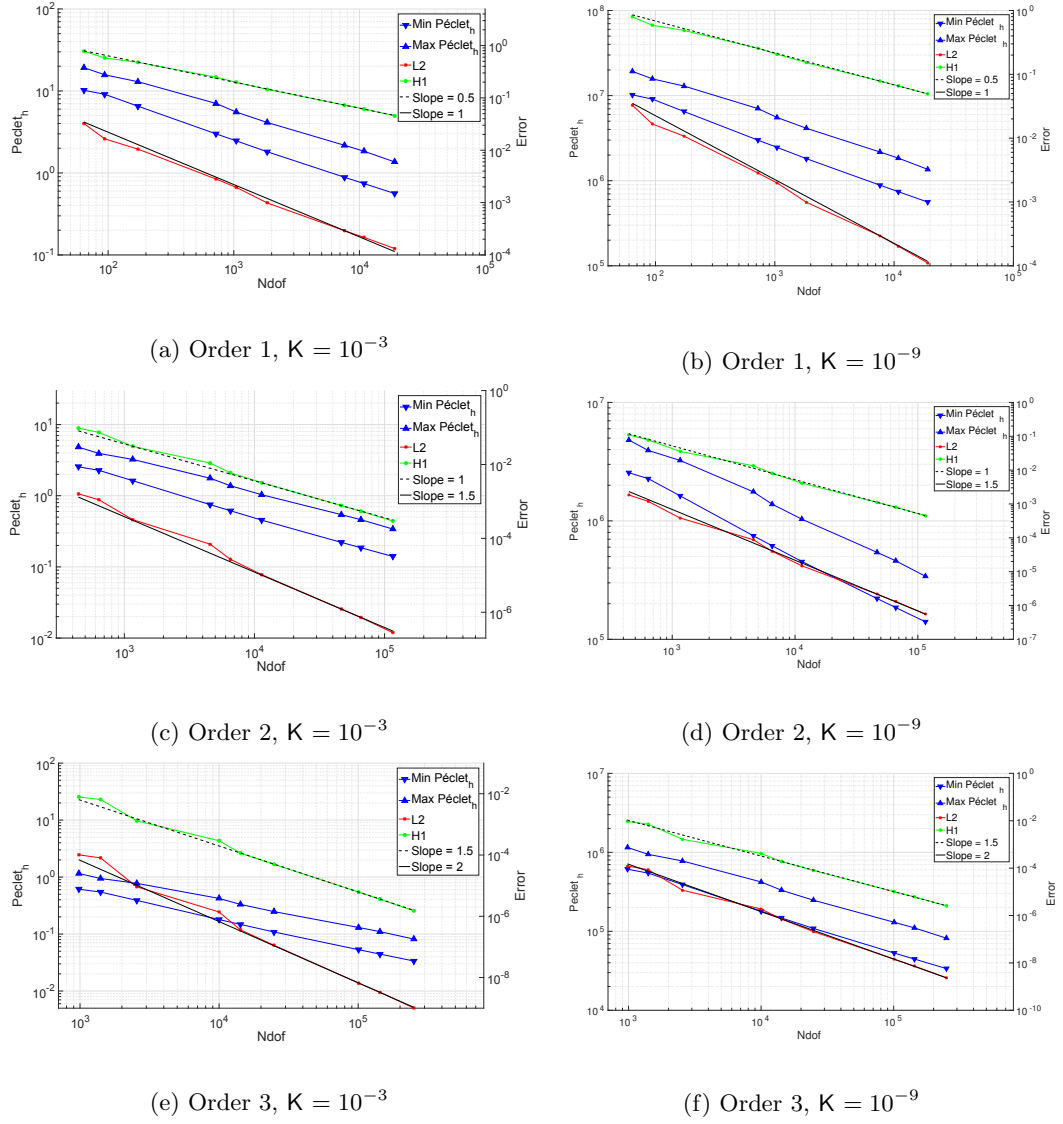 10^2
10^1
10^0
10^-1
Peclet_h
10^0
10^-1
10^-2
10^-3
10^-4
Error
10^2
10^3
10^4
10^5
Ndof
Min Péclet_h
Max Péclet_h
L2
H1
Slope = 0.5
Slope = 1
(a) Order 1, K = 10^-3
10^8
10^7
10^6
10^5
Peclet_h
10^0
10^-1
10^-2
10^-3
10^-4
Error
10^2
10^3
10^4
10^5
Ndof
Min Péclet_h
Max Péclet_h
L2
H1
Slope = 0.5
Slope = 1
(b) Order 1, K = 10^-9
10^1
10^0
10^-1
10^-2
Peclet_h
10^0
10^-2
10^-4
10^-6
Error
10^3
10^4
10^5
Ndof
Min Péclet_h
Max Péclet_h
L2
H1
Slope = 1
Slope = 1.5
(c) Order 2, K = 10^-3
10^7
10^6
10^5
Peclet_h
10^0
10^-1
10^-2
10^-3
10^-4
10^-5
10^-6
10^-7
Error
10^3
10^4
10^5
Ndof
Min Péclet_h
Max Péclet_h
L2
H1
Slope = 1
Slope = 1.5
(d) Order 2, K = 10^-9
10^2
10^1
10^0
10^-1
10^-2
Peclet_h
10^-2
10^-4
10^-6
10^-8
Error
10^3
10^4
10^5
Ndof
Min Péclet_h
Max Péclet_h
L2
H1
Slope = 1.5
Slope = 2
(e) Order 3, K = 10^-3
10^7
10^6
10^5
10^4
Peclet_h
10^0
10^-2
10^-4
10^-6
10^-8
10^-10
Error
10^3
10^4
10^5
Ndof
Min Péclet_h
Max Péclet_h
L2
H1
Slope = 1.5
Slope = 2
(f) Order 3, K = 10^-9